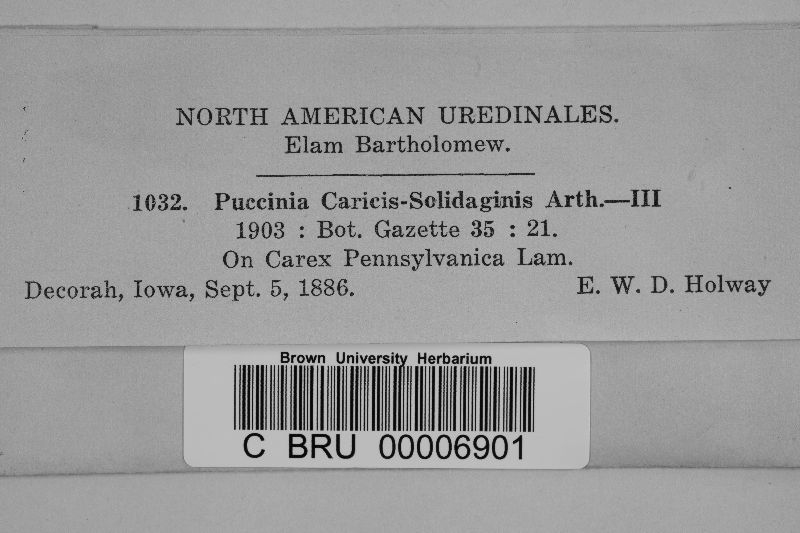 NORTH AMERICAN UREDINALES.
Elam Bartholomew.
1032. Puccinia Caricis-Solidaginis Arth.—III
1903 : Bot. Gazette 35 : 21.
On Carex Pennsylvanica Lam.
Decorah, Iowa, Sept. 5, 1886. E. W. D. Holway
Brown University Herbarium
C BRU 00006901